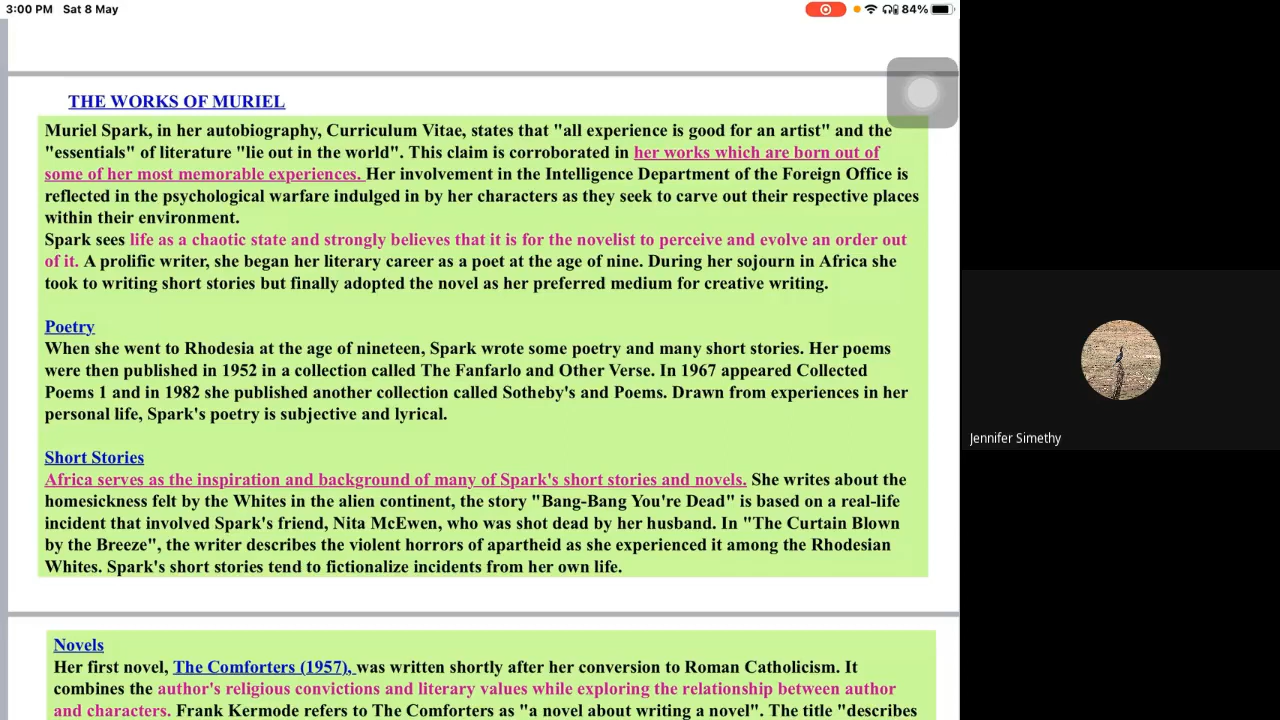 3:00 PM Sat 8 May
84%
THE WORKS OF MURIEL
Muriel Spark, in her autobiography, Curriculum Vitae, states that "all experience is good for an artist" and the
"essentials" of literature "lie out in the world". This claim is corroborated in her works which are born out of
some of her most memorable experiences. Her involvement in the Intelligence Department of the Foreign Office is
reflected in the psychological warfare indulged in by her characters as they seek to carve out their respective places
within their environment.
Spark sees life as a chaotic state and strongly believes that it is for the novelist to perceive and evolve an order out
of it. A prolific writer, she began her literary career as a poet at the age of nine. During her sojourn in Africa she
took to writing short stories but finally adopted the novel as her preferred medium for creative writing.
Poetry
When she went to Rhodesia at the age of nineteen, Spark wrote some poetry and many short stories. Her poems
were then published in 1952 in a collection called The Fanfarlo and Other Verse. In 1967 appeared Collected
Poems 1 and in 1982 she published another collection called Sotheby's and Poems. Drawn from experiences in her
personal life, Spark's poetry is subjective and lyrical.
Short Stories
Africa serves as the inspiration and background of many of Spark's short stories and novels. She writes about the
homesickness felt by the Whites in the alien continent, the story "Bang-Bang You're Dead" is based on a real-life
incident that involved Spark's friend, Nita McEwen, who was shot dead by her husband. In "The Curtain Blown
by the Breeze", the writer describes the violent horrors of apartheid as she experienced it among the Rhodesian
Whites. Spark's short stories tend to fictionalize incidents from her own life.
Novels
Her first novel, The Comforters (1957), was written shortly after her conversion to Roman Catholicism. It
combines the author's religious convictions and literary values while exploring the relationship between author
and characters. Frank Kermode refers to The Comforters as "a novel about writing a novel". The title "describes
Jennifer Simethy